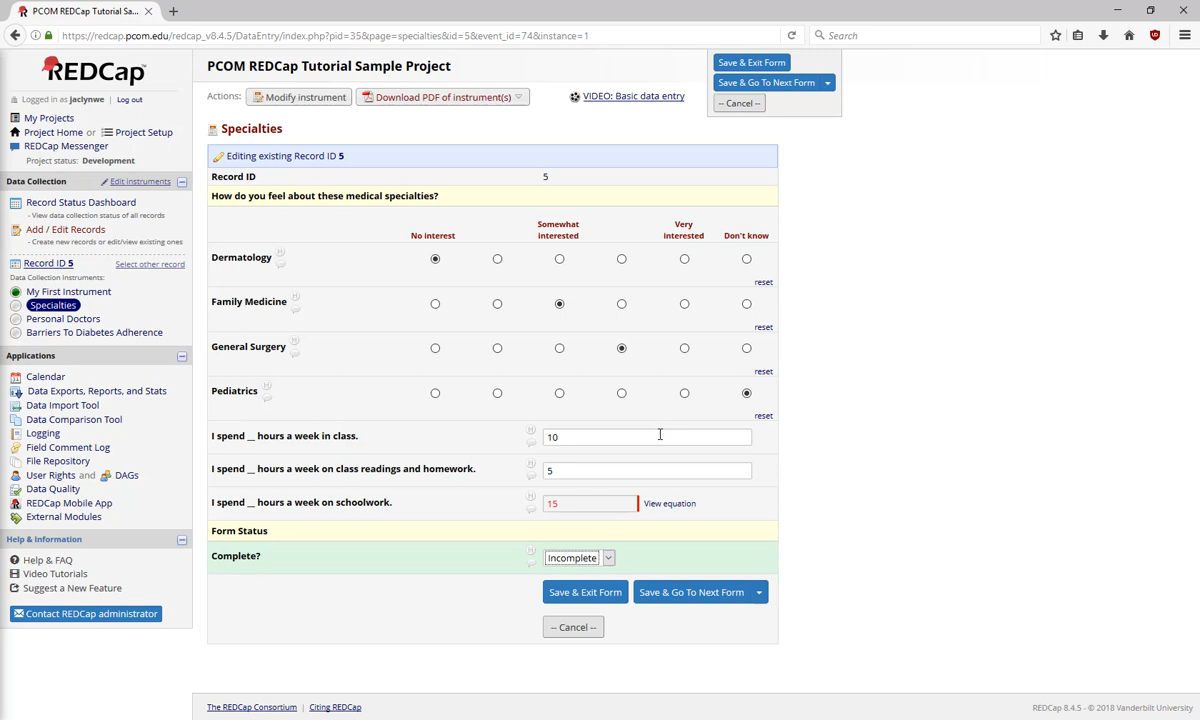 PCOM REDCap Tutorial Sa...
https://redcap.pcom.edu/redcap_v8.4.5/DataEntry/index.php?pid=35&page=specialties&id=5&event_id=74&instance=1
Search
REDCap
Logged in as jaclynwe | Log out
My Projects
Project Home or Project Setup
REDCap Messenger
Project status: Development
Data Collection Edit instruments
Record Status Dashboard
- View data collection status of all records
Add / Edit Records
- Create new records or edit/view existing ones
Record ID 5 Select other record
Data Collection Instruments:
My First Instrument
Specialties
Personal Doctors
Barriers To Diabetes Adherence
Applications
Calendar
Data Exports, Reports, and Stats
Data Import Tool
Data Comparison Tool
Logging
Field Comment Log
File Repository
User Rights and DAGs
Data Quality
REDCap Mobile App
External Modules
Help & Information
Help & FAQ
Video Tutorials
Suggest a New Feature
Contact REDCap administrator
PCOM REDCap Tutorial Sample Project
Actions: Modify instrument Download PDF of instrument(s) VIDEO: Basic data entry
Save & Exit Form
Save & Go To Next Form
-- Cancel --
Specialties
Editing existing Record ID 5
Record ID 5
How do you feel about these medical specialties?
No interest Somewhat interested Very interested Don't know
Dermatology
reset
Family Medicine
reset
General Surgery
reset
Pediatrics
reset
I spend __ hours a week in class. 10
I spend __ hours a week on class readings and homework. 5
I spend __ hours a week on schoolwork. 15 View equation
Form Status
Complete? Incomplete
Save & Exit Form Save & Go To Next Form
-- Cancel --
The REDCap Consortium | Citing REDCap
REDCap 8.4.5 - © 2018 Vanderbilt University